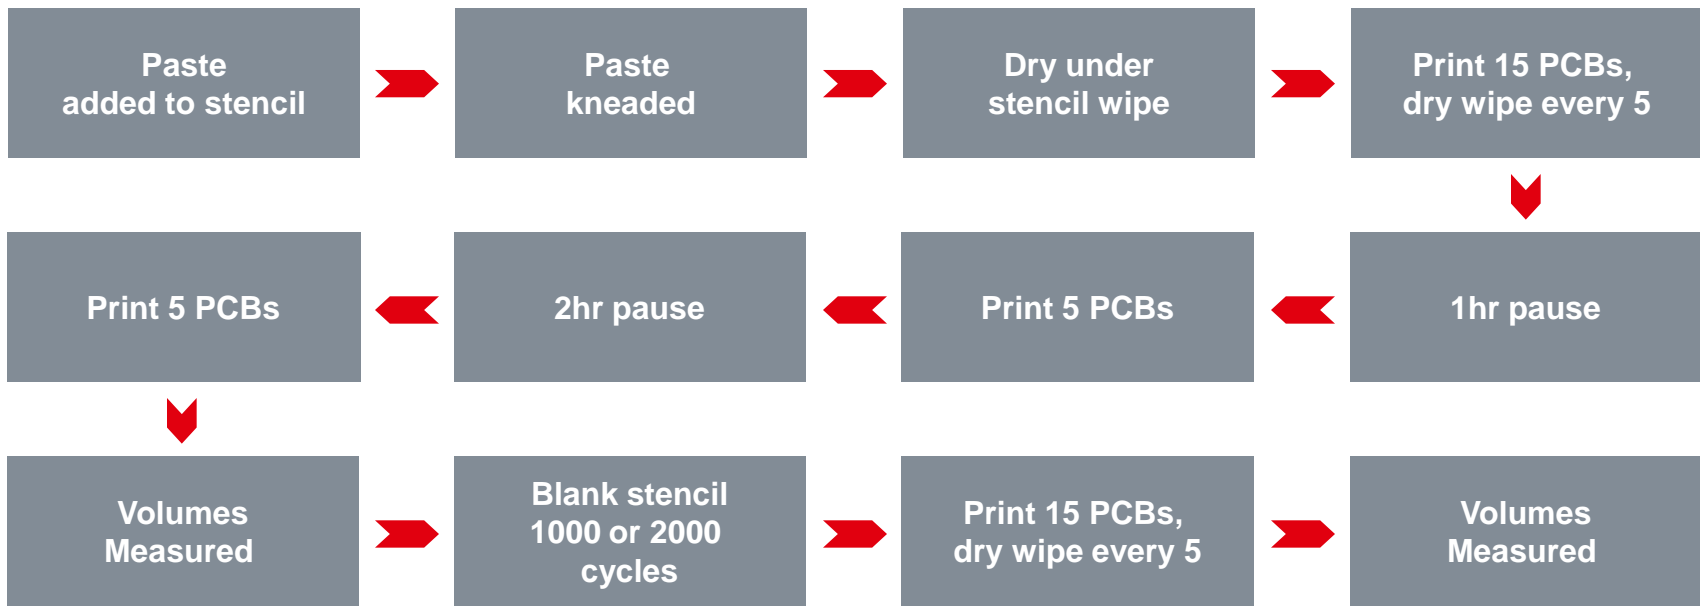 Paste
added to stencil
Paste
kneaded
Dry under
stencil wipe
Print 15 PCBs,
dry wipe every 5
1hr pause
Print 5 PCBs
2hr pause
Print 5 PCBs
Volumes
Measured
Blank stencil
1000 or 2000
cycles
Print 15 PCBs,
dry wipe every 5
Volumes
Measured